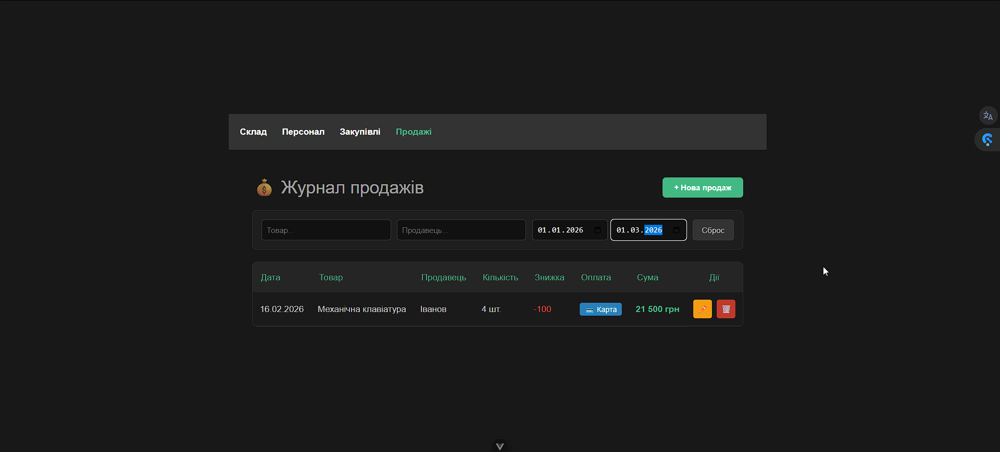 Склад Персонал Закупівлі Продажі
Журнал продажів
+ Нова продаж
Товар... Продавець... 01.01.2026 01.03.2026 Сброс
Дата Товар Продавець Кількість Знижка Оплата Сума Дії
16.02.2026 Механічна клавіатура Іванов 4 шт. -100 Карта 21 500 грн